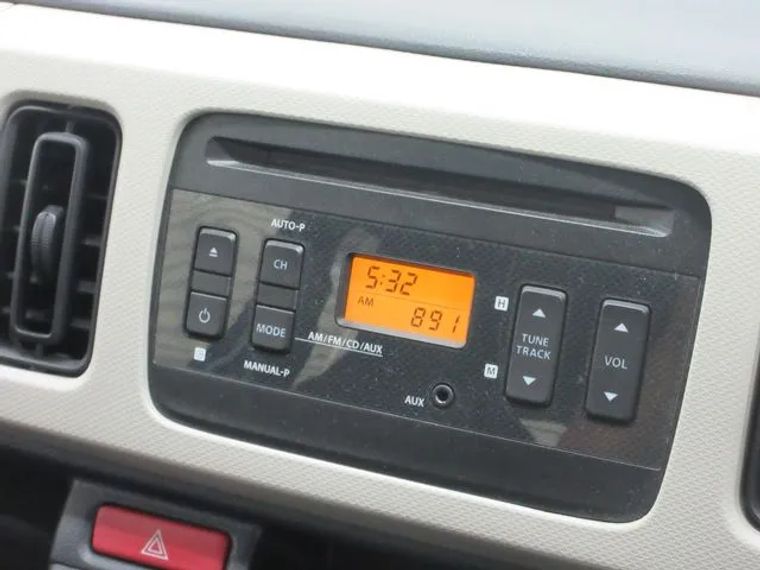 AUTO-P
CH
5:32
AM
891
H
TUNE
TRACK
VOL
MODE
AM/FM/CD/AUX
MANUAL-P
M
AUX